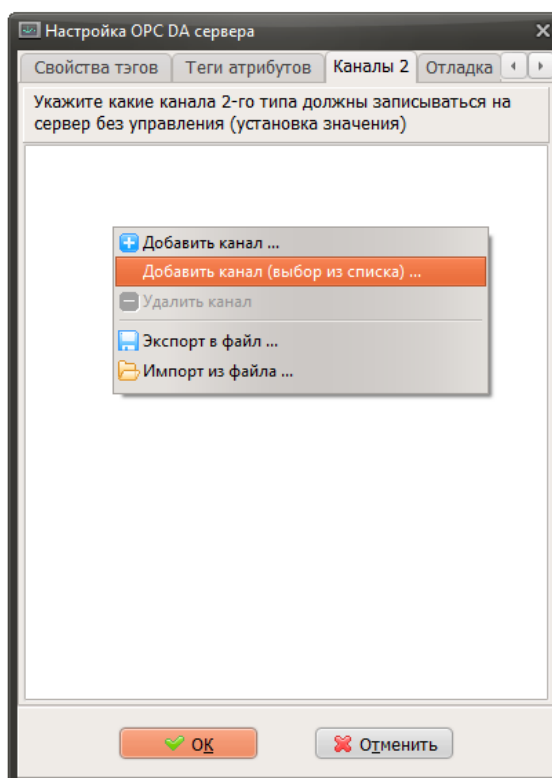 Настройка OPC DA сервера
Свойства тэгов Теги атрибутов Каналы 2 Отладка
Укажите какие канала 2-го типа должны записываться на
сервер без управления (установка значения)
Добавить канал ...
Добавить канал (выбор из списка) ...
Удалить канал
Экспорт в файл ...
Импорт из файла ...
OK Отменить